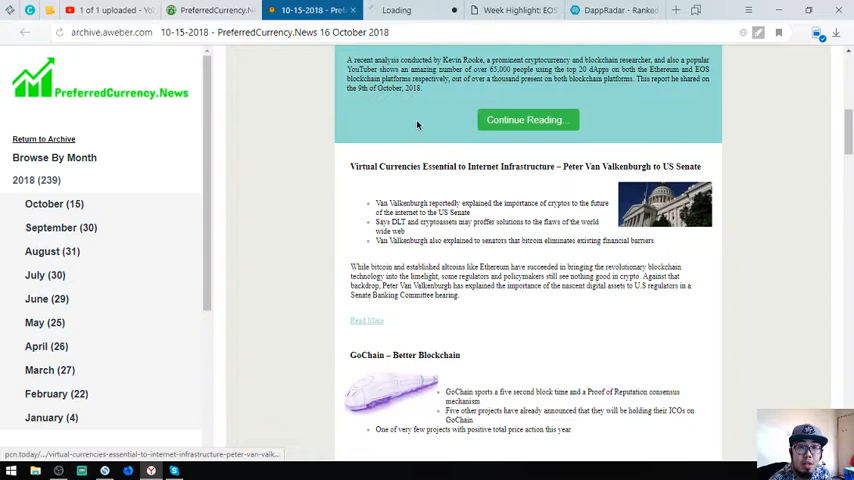 1 of 1 uploaded - Yo
PreferredCurrency.N
10-15-2018 - Pref
Loading
Week Highlight: EOS
DappRadar - Ranked
archive.aweber.com
10-15-2018 - PreferredCurrency.News 16 October 2018
PreferredCurrency.News
Return to Archive
Browse By Month
2018 (239)
October (15)
September (30)
August (31)
July (30)
June (29)
May (25)
April (26)
March (27)
February (22)
January (4)
A recent analysis conducted by Kevin Rooke, a prominent cryptocurrency and blockchain researcher, and also a popular
YouTuber shows an amazing number of over 65,000 people using the top 20 dApps on both the Ethereum and EOS
blockchain platforms respectively, out of over a thousand present on both blockchain platforms. This report he shared on
the 9th of October, 2018.
Continue Reading...
Virtual Currencies Essential to Internet Infrastructure – Peter Van Valkenburgh to US Senate
Van Valkenburgh reportedly explained the importance of cryptos to the future
of the internet to the US Senate
Says DLT and cryptoassets may proffer solutions to the flaws of the world
wide web
Van Valkenburgh also explained to senators that bitcoin eliminates existing financial barriers
While bitcoin and established altcoins like Ethereum have succeeded in bringing the revolutionary blockchain
technology into the limelight, some regulators and policymakers still see nothing good in crypto. Against that
backdrop, Peter Van Valkenburgh has explained the importance of the nascent digital assets to U.S regulators in a
Senate Banking Committee hearing.
Read More
GoChain – Better Blockchain
GoChain sports a five second block time and a Proof of Reputation consensus
mechanism
Five other projects have already announced that they will be holding their ICOs on
GoChain
One of very few projects with positive total price action this year
pcn.today/.../virtual-currencies-essential-to-internet-infrastructure-peter-van-valk...